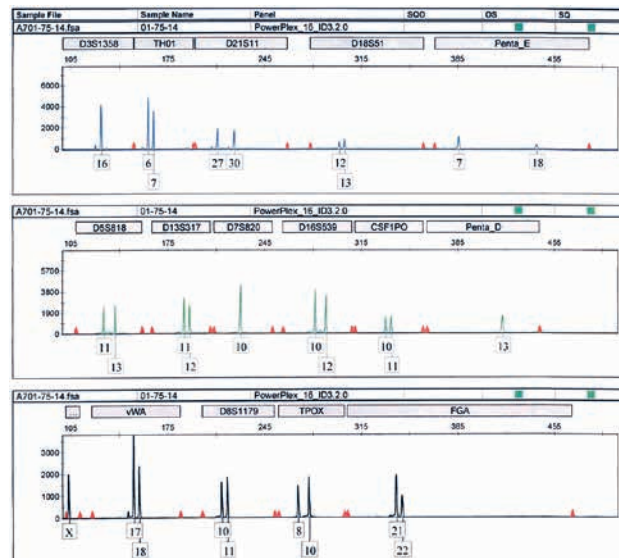 Sample File Sample Name Panel SQO OS SQ
A701-75-14.fsa 01-75-14 PowerPlex_16_ID3.2.0
D3S1358 TH01 D21S11 D18S51 Penta_E
105 175 245 315 385 455
6000
4000
2000
0
16 6 27 30 12 7 18
7 13
A701-75-14.fsa 01-75-14 PowerPlex_16_ID3.2.0
D5S818 D13S317 D7S820 D16S539 CSF1PO Penta_D
105 175 245 315 385 455
5700
3800
1900
0
11 11 10 10 10 13
13 12 12 11
A701-75-14.fsa 01-75-14 PowerPlex_16_ID3.2.0
... vWA D8S1179 TPOX FGA
105 175 245 315 385 455
3000
2000
1000
0
X 17 10 8 21
18 11 10 22